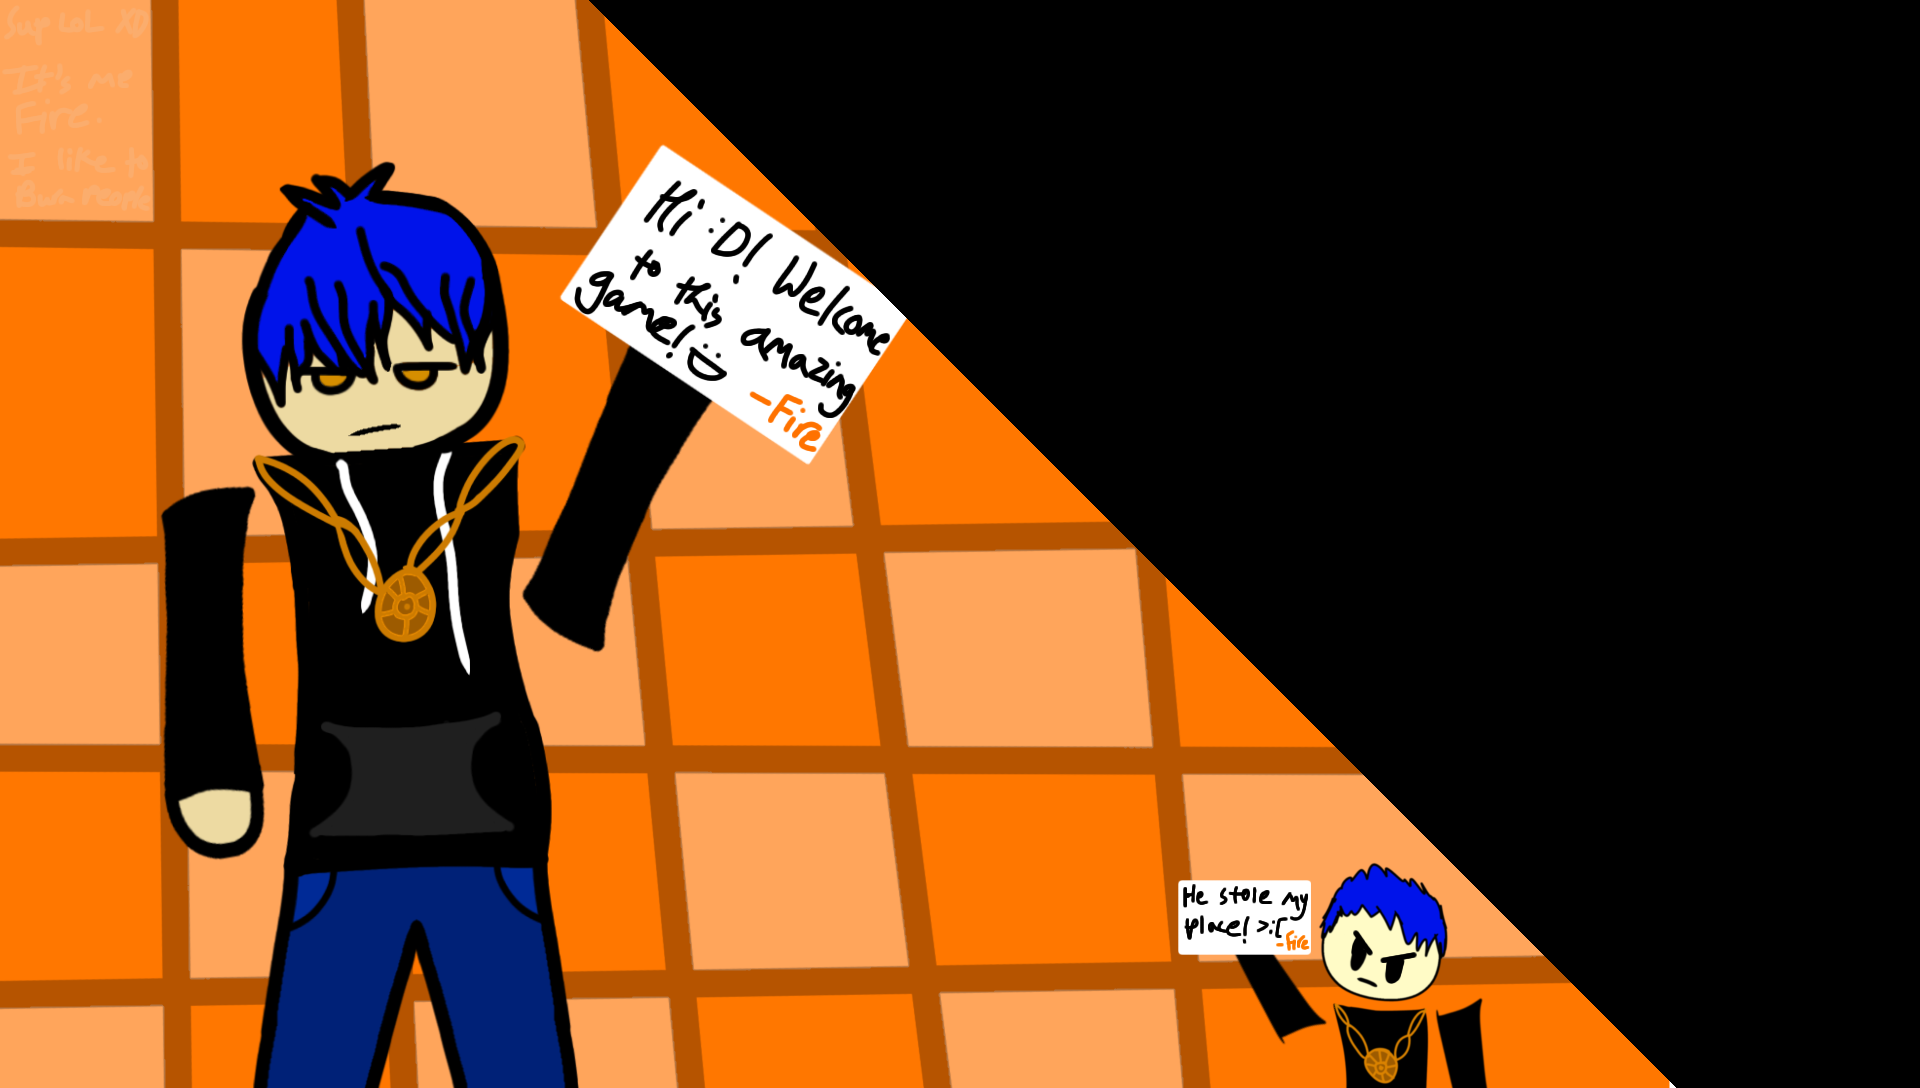 Sup LoL XD
It's me
Fire.
I like to
Burn People
Hi :D! Welcome
to this amazing
game! :D
-Fire
He stole my
place! >:[
-Fire